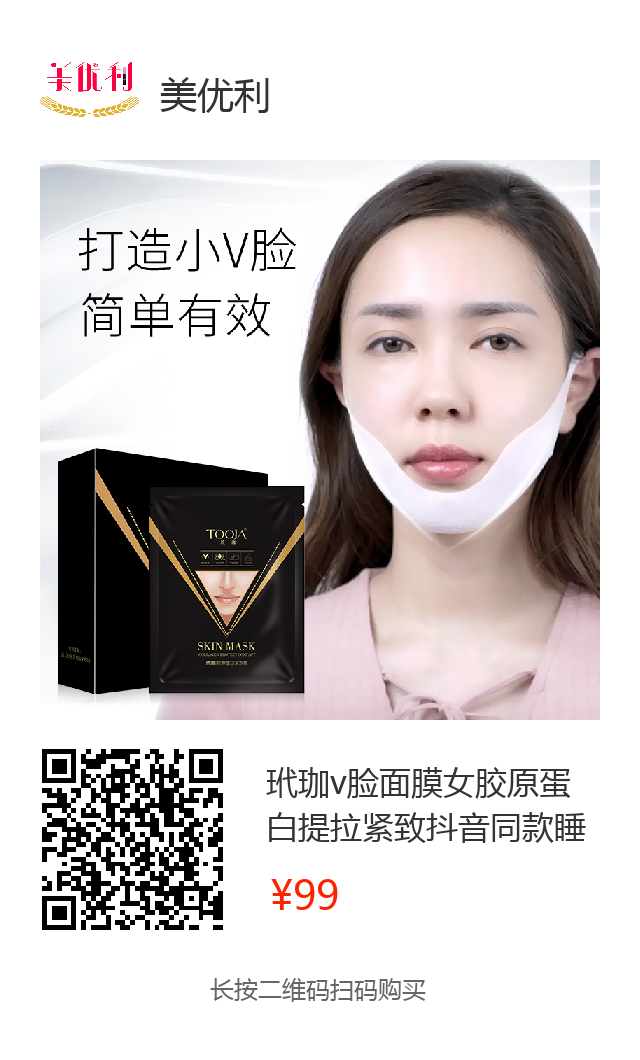 美优利
美优利
打造小V脸
简单有效
TOOJA
SKIN MASK
玳珈v脸面膜女胶原蛋
白提拉紧致抖音同款睡
¥99
长按二维码扫码购买